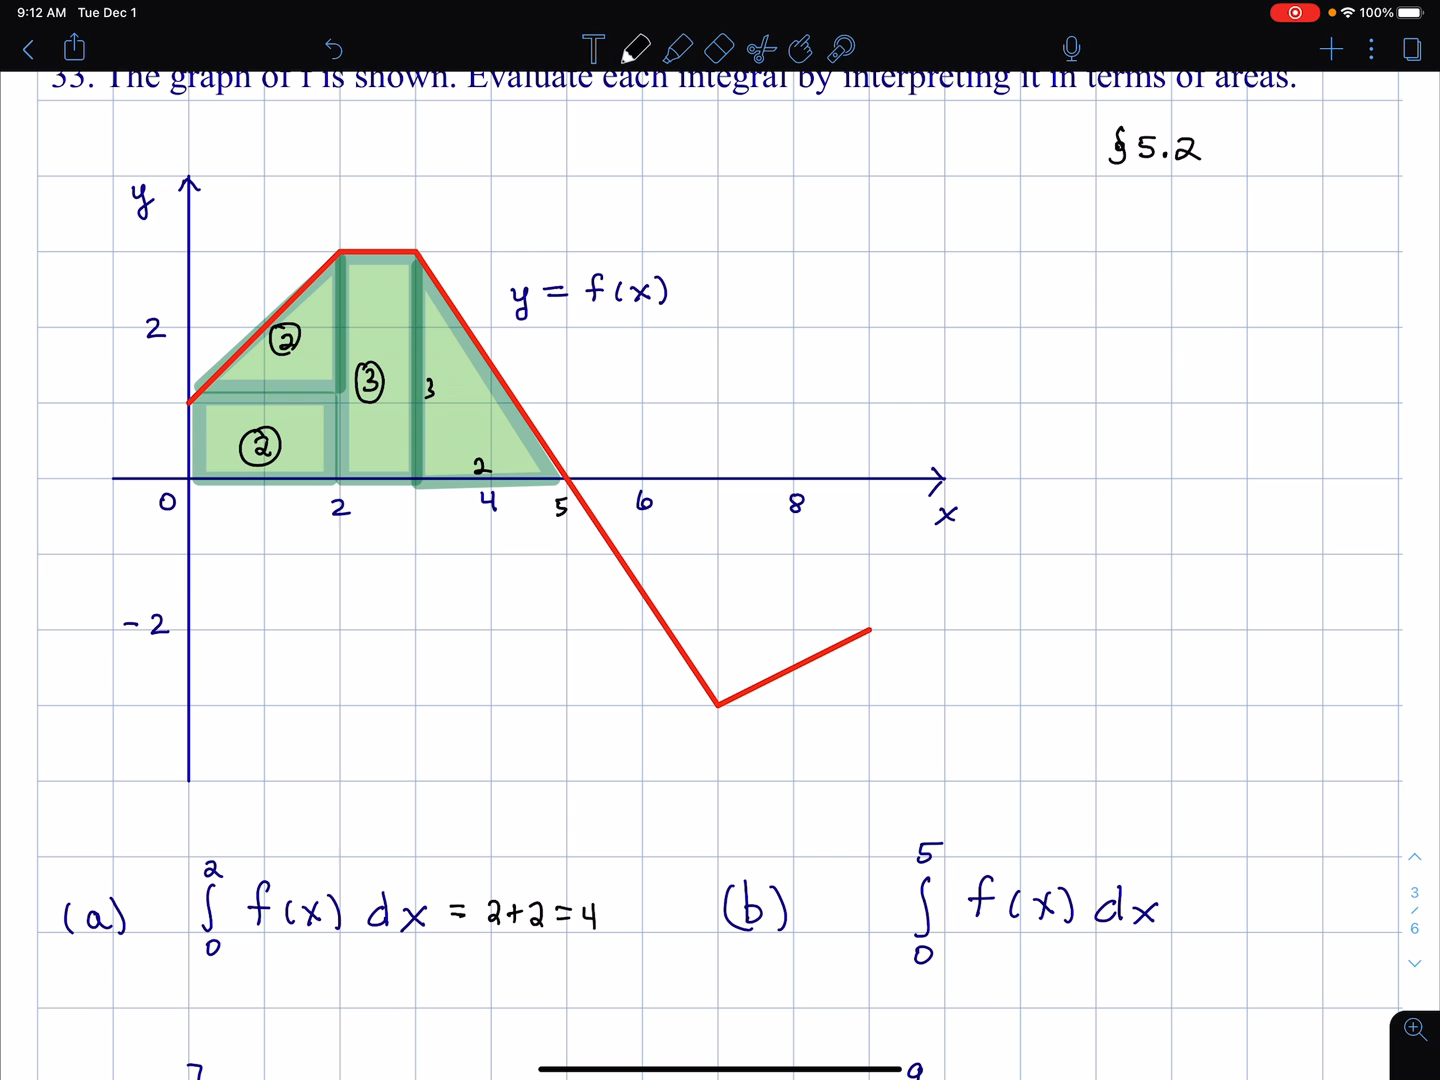 9:12 AM Tue Dec 1
100%
T
33. The graph of f is shown. Evaluate each integral by interpreting it in terms of areas.
§ 5.2
y
y = f(x)
2
②
③
3
②
2
0
2
4
5
6
8
x
-2
(a) ∫₀² f(x) dx = 2+2=4
(b) ∫₀⁵ f(x) dx
3
/
6
7
9